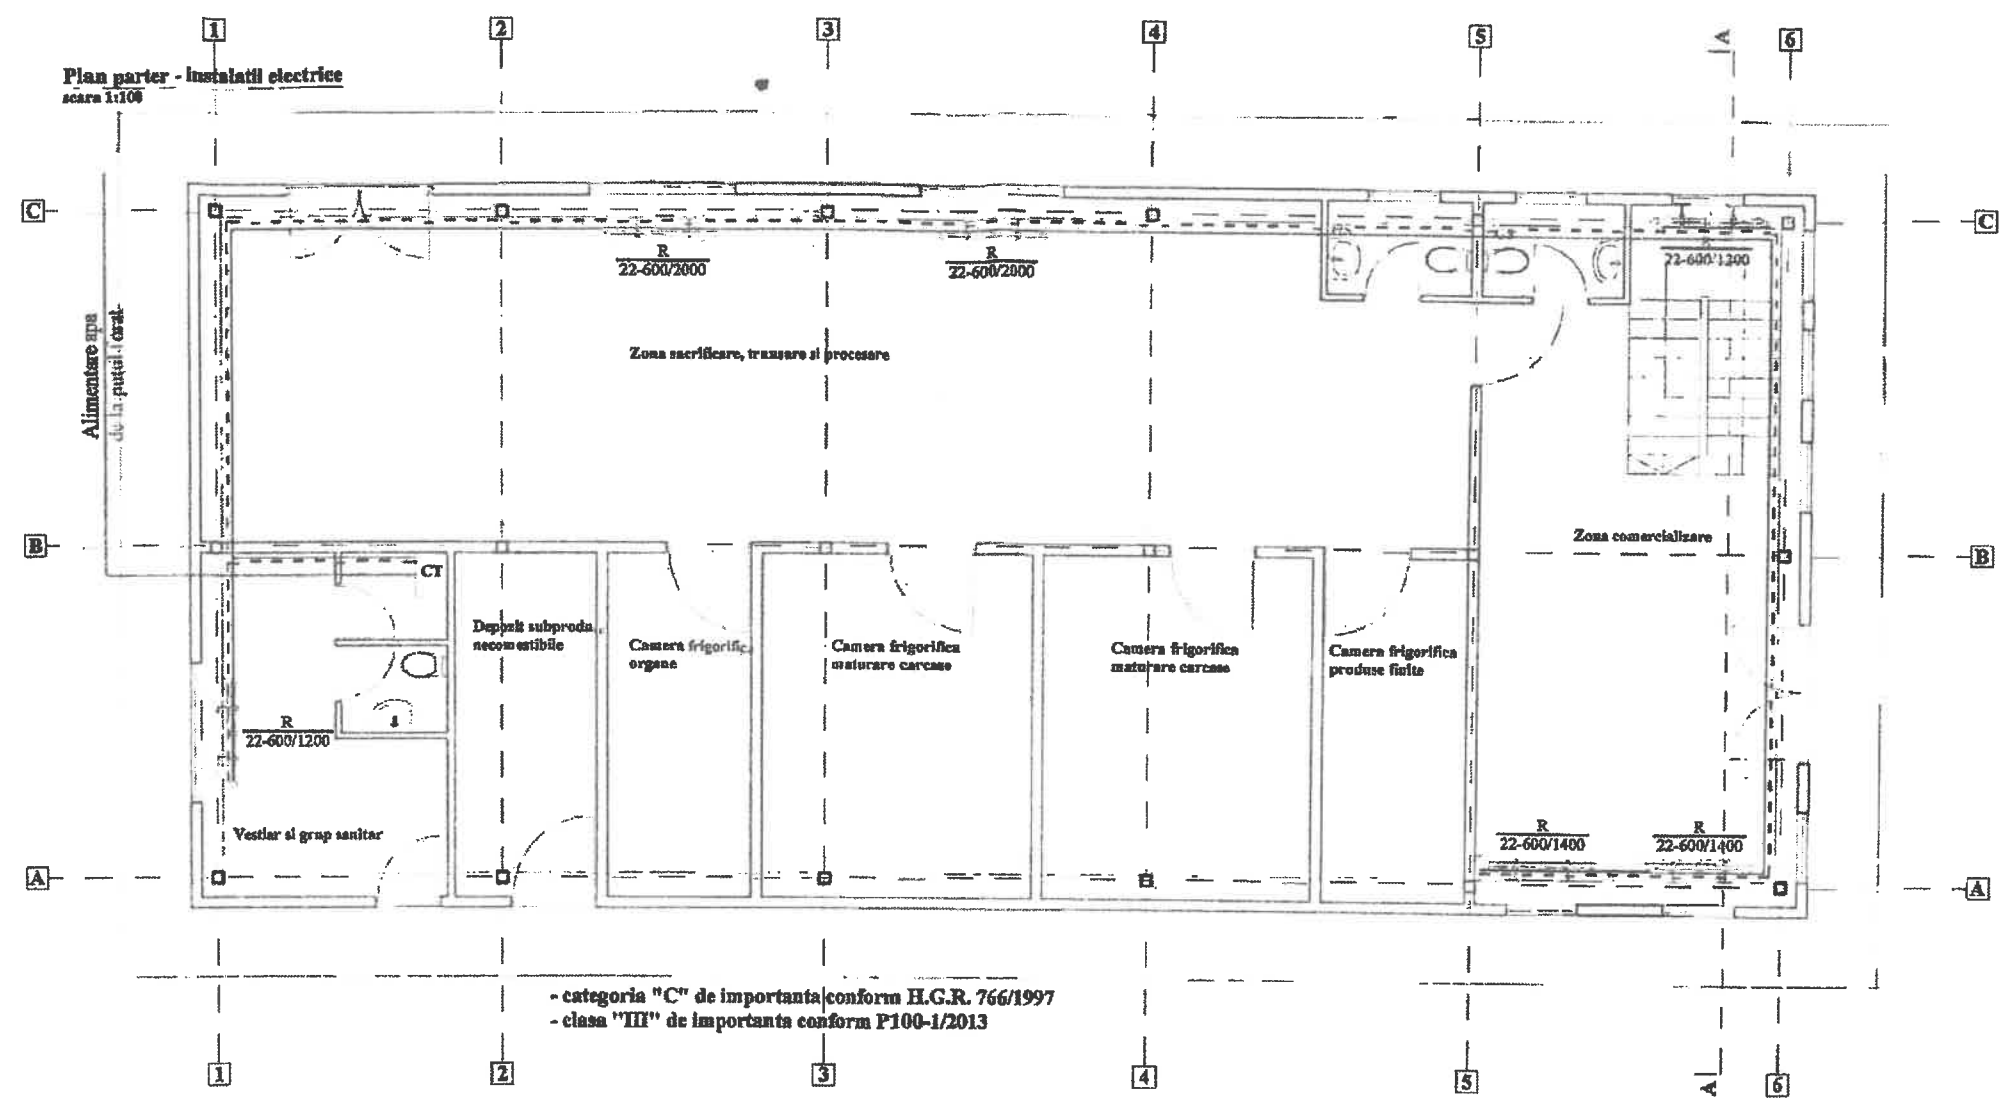 1 2 3 4 5 A 6
Plan parter - instalatii electrice
scara 1:100
C C
R
22-600/2000
R
22-600/2000
R
22-600/1200
Alimentare apa
de la putul forat
Zona sacrificare, transare si procesare
Zona comercializare
B B
CT
Depozit subprodu
necomestibile
Camera frigorific
organe
Camera frigorifica
maturare carcase
Camera frigorifica
maturare carcase
Camera frigorifica
produse finite
R
22-600/1200
Vestiar si grup sanitar
R
22-600/1400
R
22-600/1400
A A
- categoria "C" de importanta conform H.G.R. 766/1997
- clasa "III" de importanta conform P100-1/2013
1 2 3 4 5 A 6